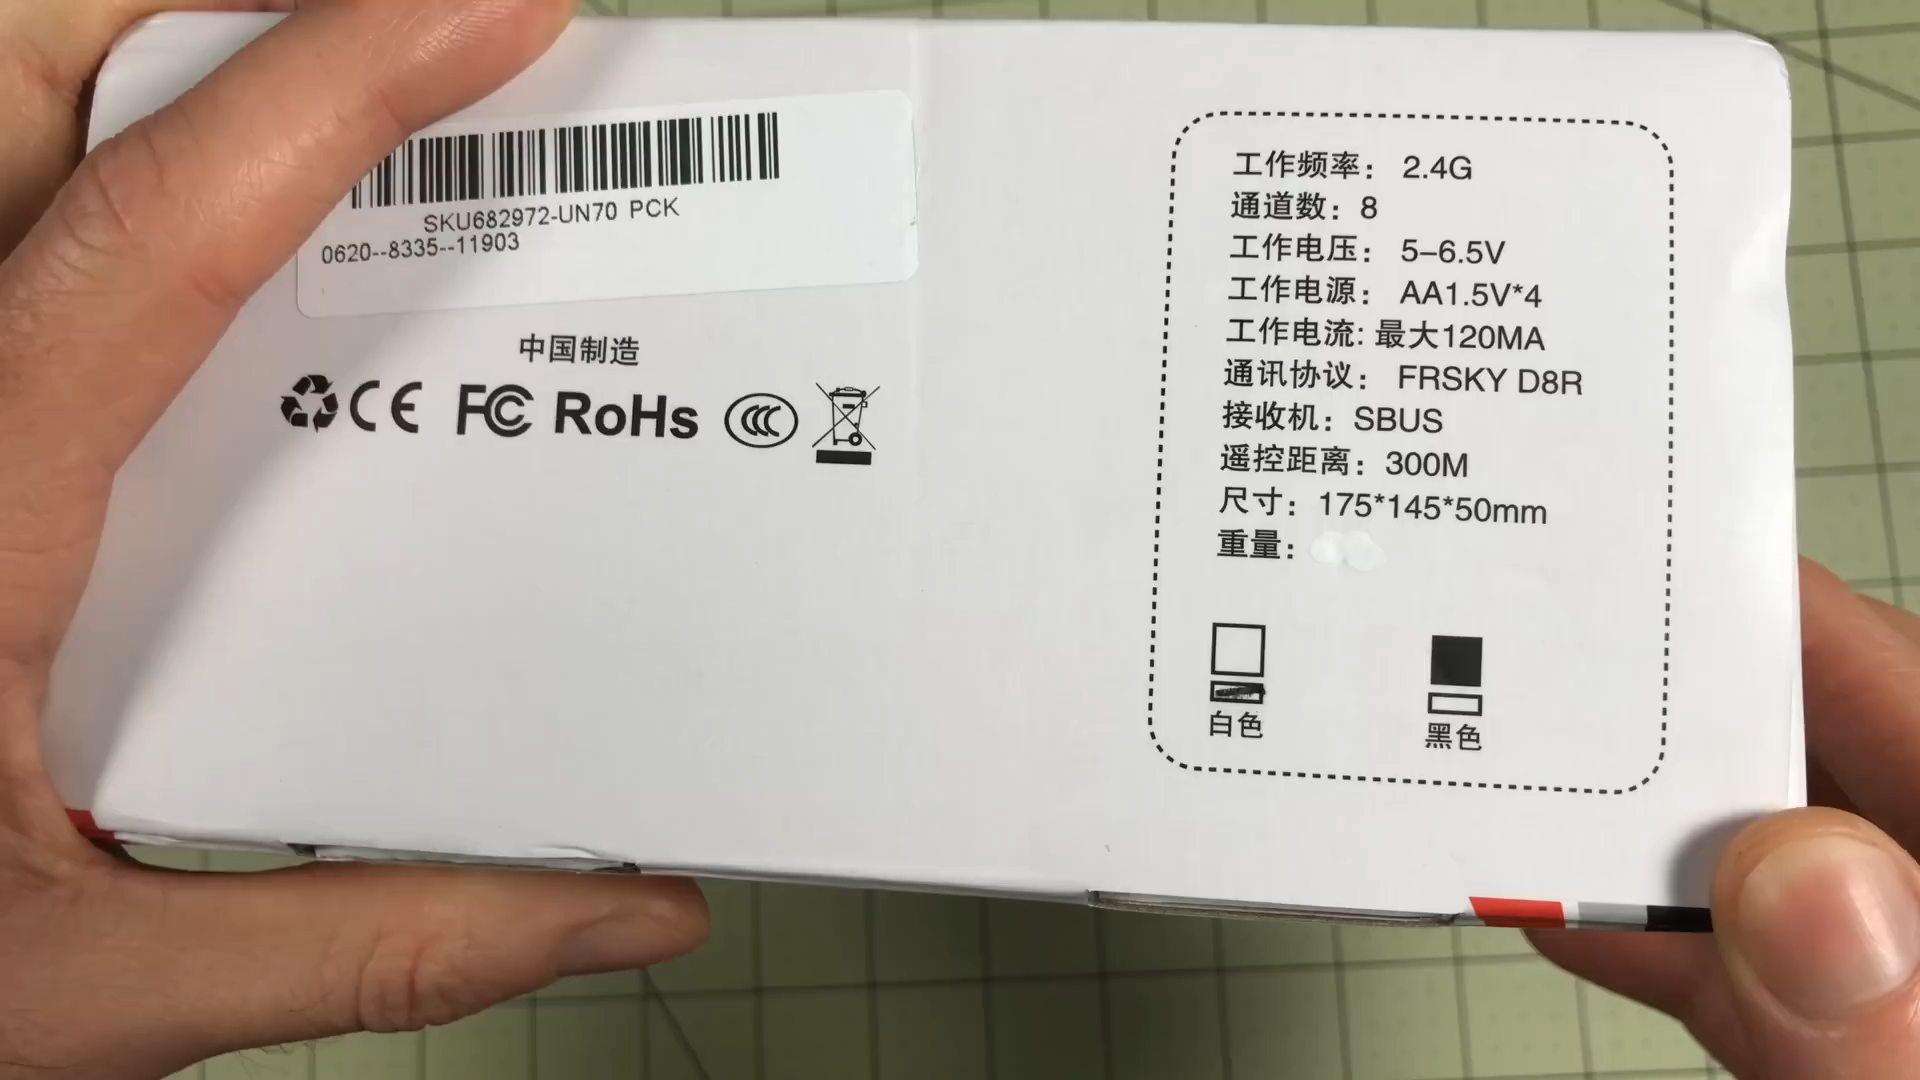 SKU682972-UN70 PCK
0620--8335--11903
中国制造
CE FC RoHs CCC
工作频率： 2.4G
通道数：8
工作电压： 5-6.5V
工作电源： AA1.5V*4
工作电流: 最大120MA
通讯协议： FRSKY D8R
接收机：SBUS
遥控距离：300M
尺寸：175*145*50mm
重量：
白色
黑色